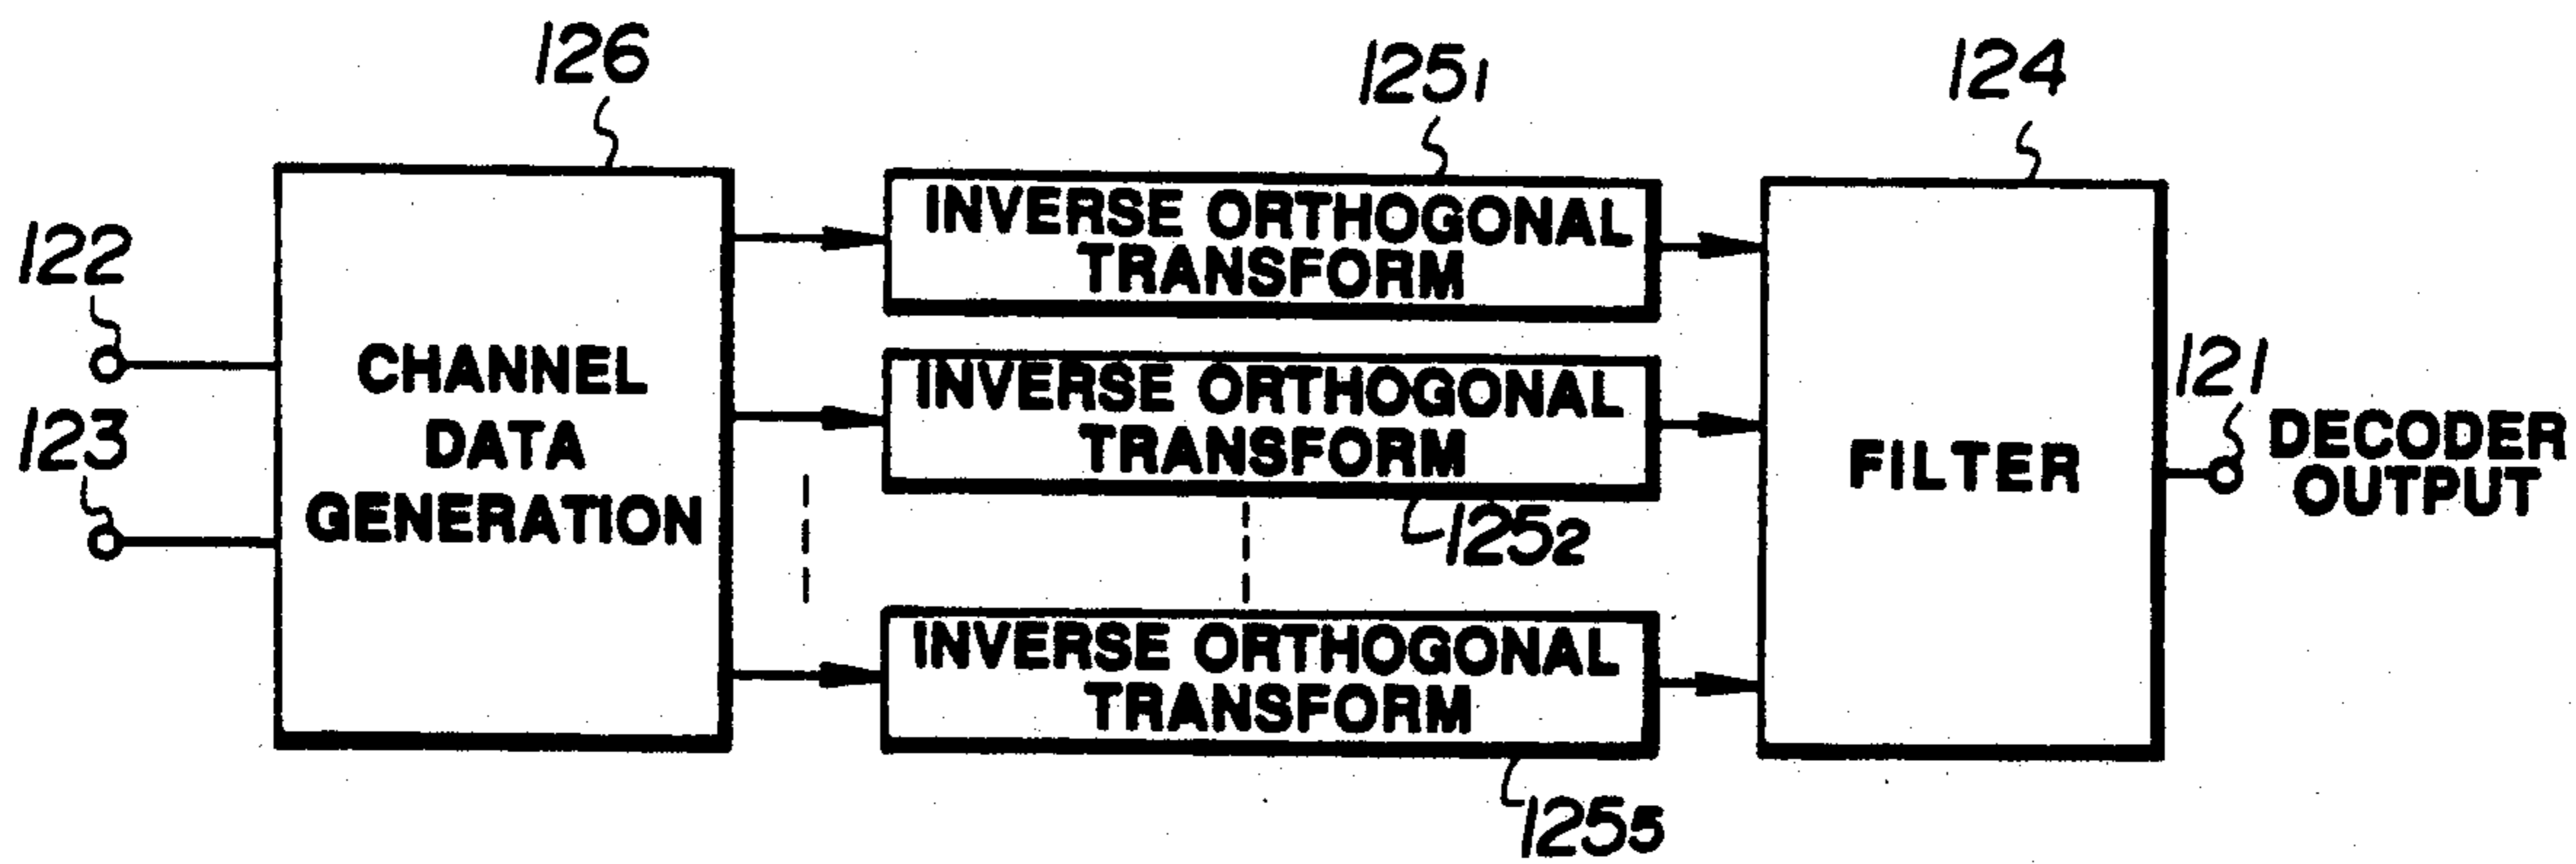 126
125₁
124
122
123
CHANNEL
DATA
GENERATION
INVERSE ORTHOGONAL
TRANSFORM
INVERSE ORTHOGONAL
TRANSFORM
125₂
INVERSE ORTHOGONAL
TRANSFORM
125₅
FILTER
121
DECODER
OUTPUT